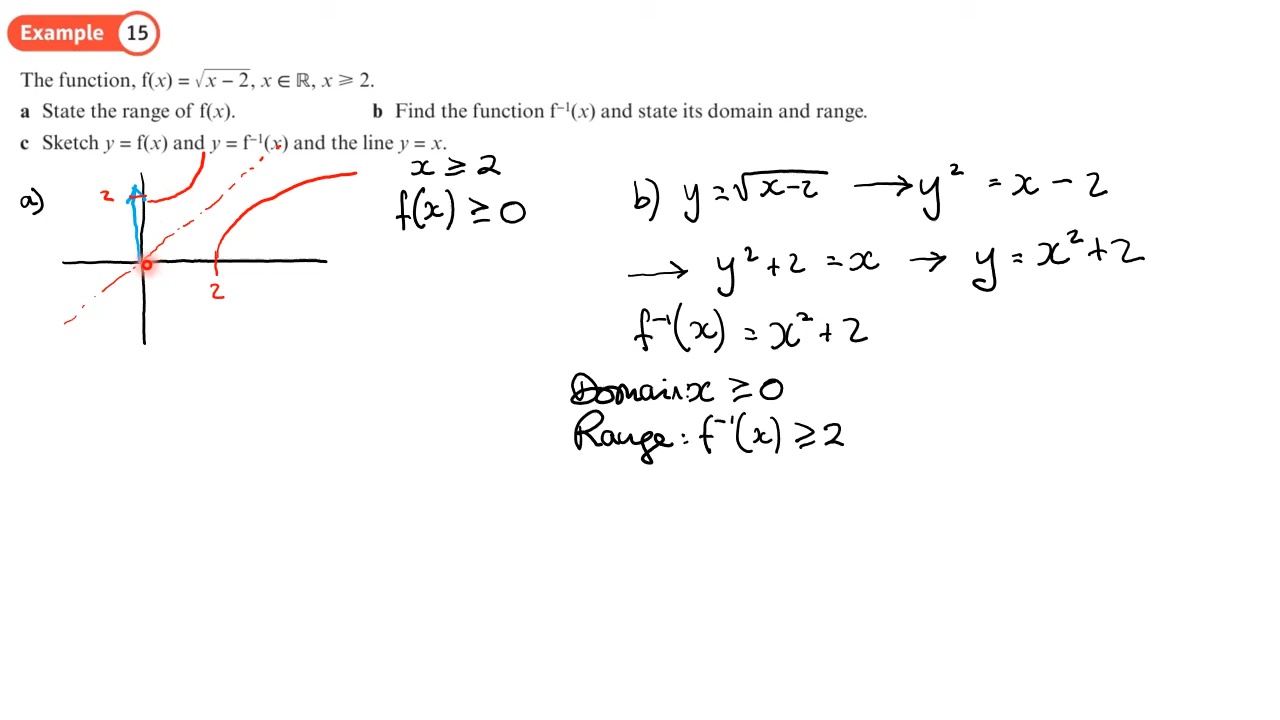 Example 15
The function, f(x) = √(x − 2), x ∈ ℝ, x ⩾ 2.
a State the range of f(x). b Find the function f⁻¹(x) and state its domain and range.
c Sketch y = f(x) and y = f⁻¹(x) and the line y = x.
a)
2
2
x ≥ 2
f(x) ≥ 0
b) y = √(x−2) ⟶ y² = x − 2
⟶ y² + 2 = x → y = x² + 2
f⁻¹(x) = x² + 2
Domain: x ≥ 0
Range: f⁻¹(x) ≥ 2